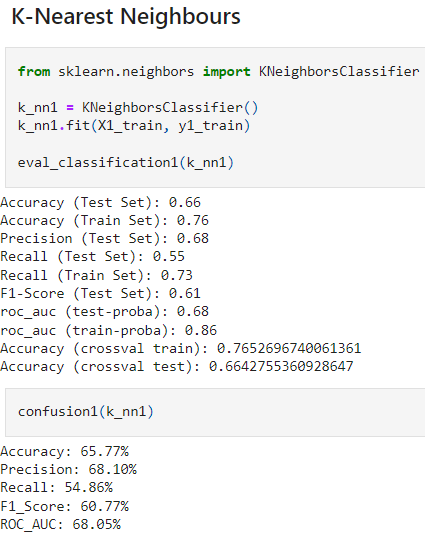 K-Nearest Neighbours
from sklearn.neighbors import KNeighborsClassifier
k_nn1 = KNeighborsClassifier()
k_nn1.fit(X1_train, y1_train)
eval_classification1(k_nn1)
Accuracy (Test Set): 0.66
Accuracy (Train Set): 0.76
Precision (Test Set): 0.68
Recall (Test Set): 0.55
Recall (Train Set): 0.73
F1-Score (Test Set): 0.61
roc_auc (test-proba): 0.68
roc_auc (train-proba): 0.86
Accuracy (crossval train): 0.7652696740061361
Accuracy (crossval test): 0.6642755360928647
confusion1(k_nn1)
Accuracy: 65.77%
Precision: 68.10%
Recall: 54.86%
F1_Score: 60.77%
ROC_AUC: 68.05%